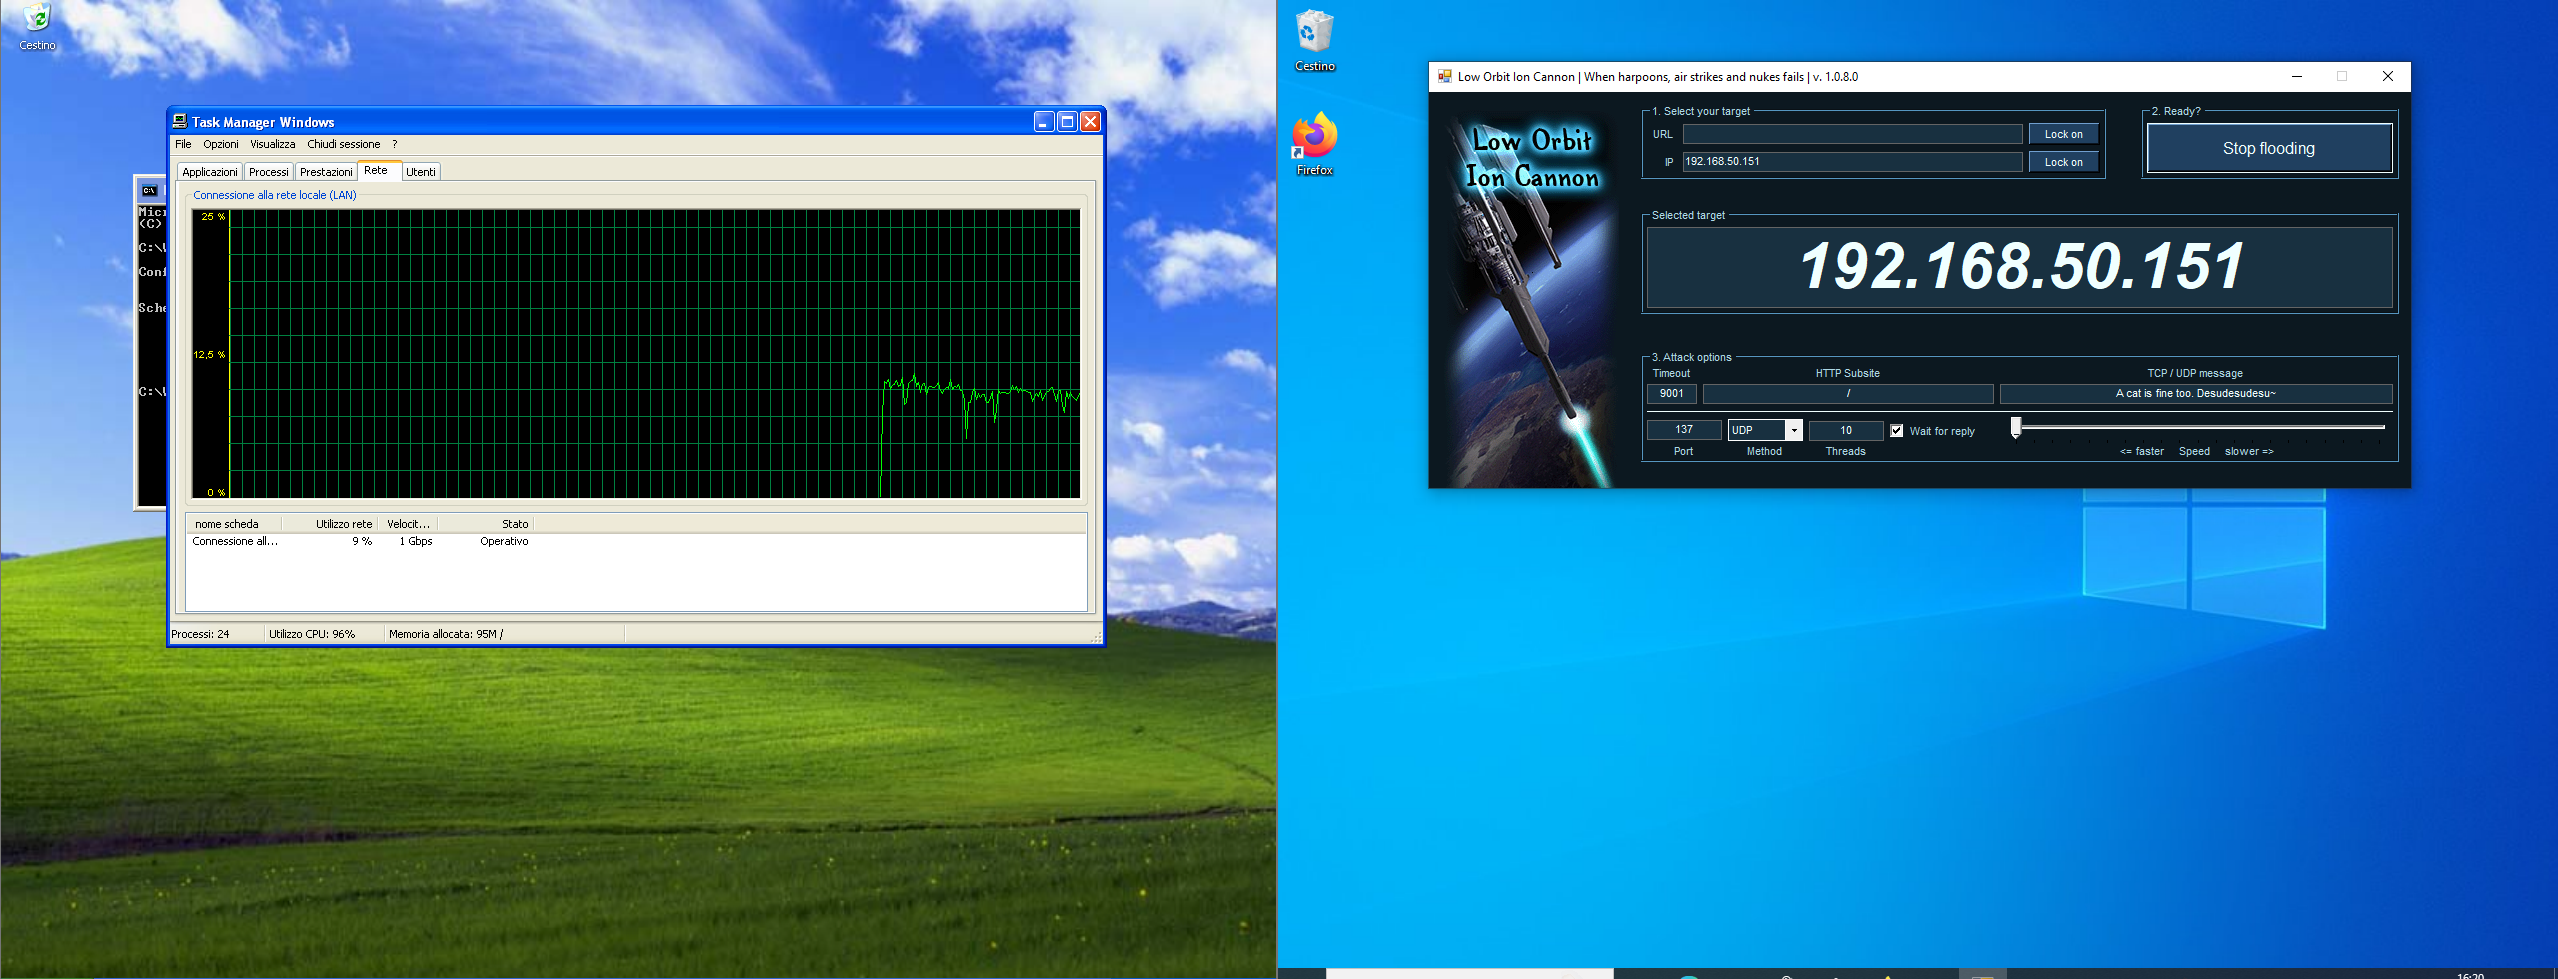 Cestino
Task Manager Windows
File Opzioni Visualizza Chiudi sessione ?
Applicazioni Processi Prestazioni Rete Utenti
Connessione alla rete locale (LAN)
25 %
12,5 %
0 %
nome scheda Utilizzo rete Velocit... Stato
Connessione all... 9 % 1 Gbps Operativo
Processi: 24 Utilizzo CPU: 96% Memoria allocata: 95M /
(C)
Cestino
Firefox
Low Orbit Ion Cannon | When harpoons, air strikes and nukes fails | v. 1.0.8.0
Low Orbit
Ion Cannon
1. Select your target
URL Lock on
IP 192.168.50.151 Lock on
2. Ready?
Stop flooding
Selected target
192.168.50.151
3. Attack options
Timeout HTTP Subsite TCP / UDP message
9001 / A cat is fine too. Desudesudesu~
137 UDP 10 Wait for reply
Port Method Threads <= faster Speed slower =>